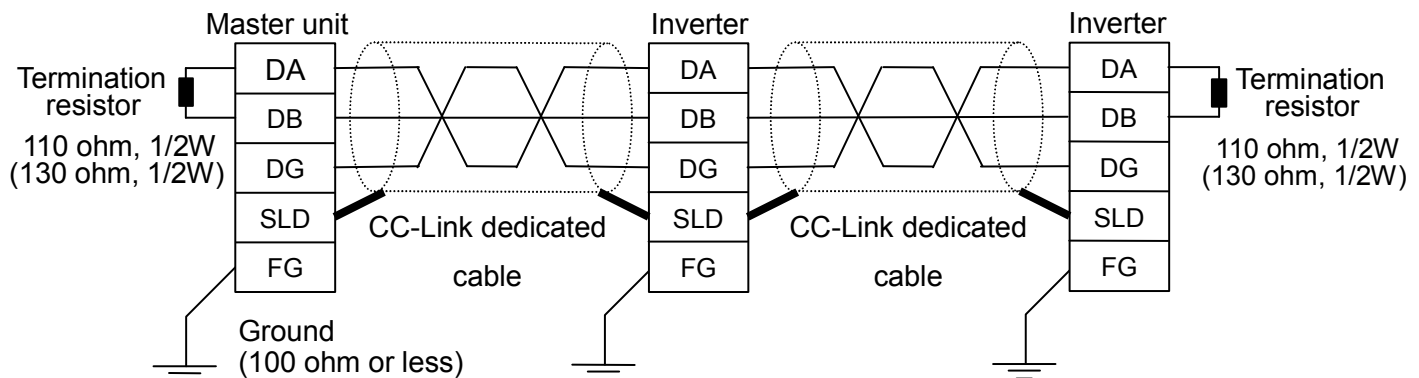 Master unit
Inverter
Inverter
Termination
resistor
110 ohm, 1/2W
(130 ohm, 1/2W)
DA
DB
DG
SLD
FG
CC-Link dedicated
cable
DA
DB
DG
SLD
FG
CC-Link dedicated
cable
DA
DB
DG
SLD
FG
Termination
resistor
110 ohm, 1/2W
(130 ohm, 1/2W)
Ground
(100 ohm or less)